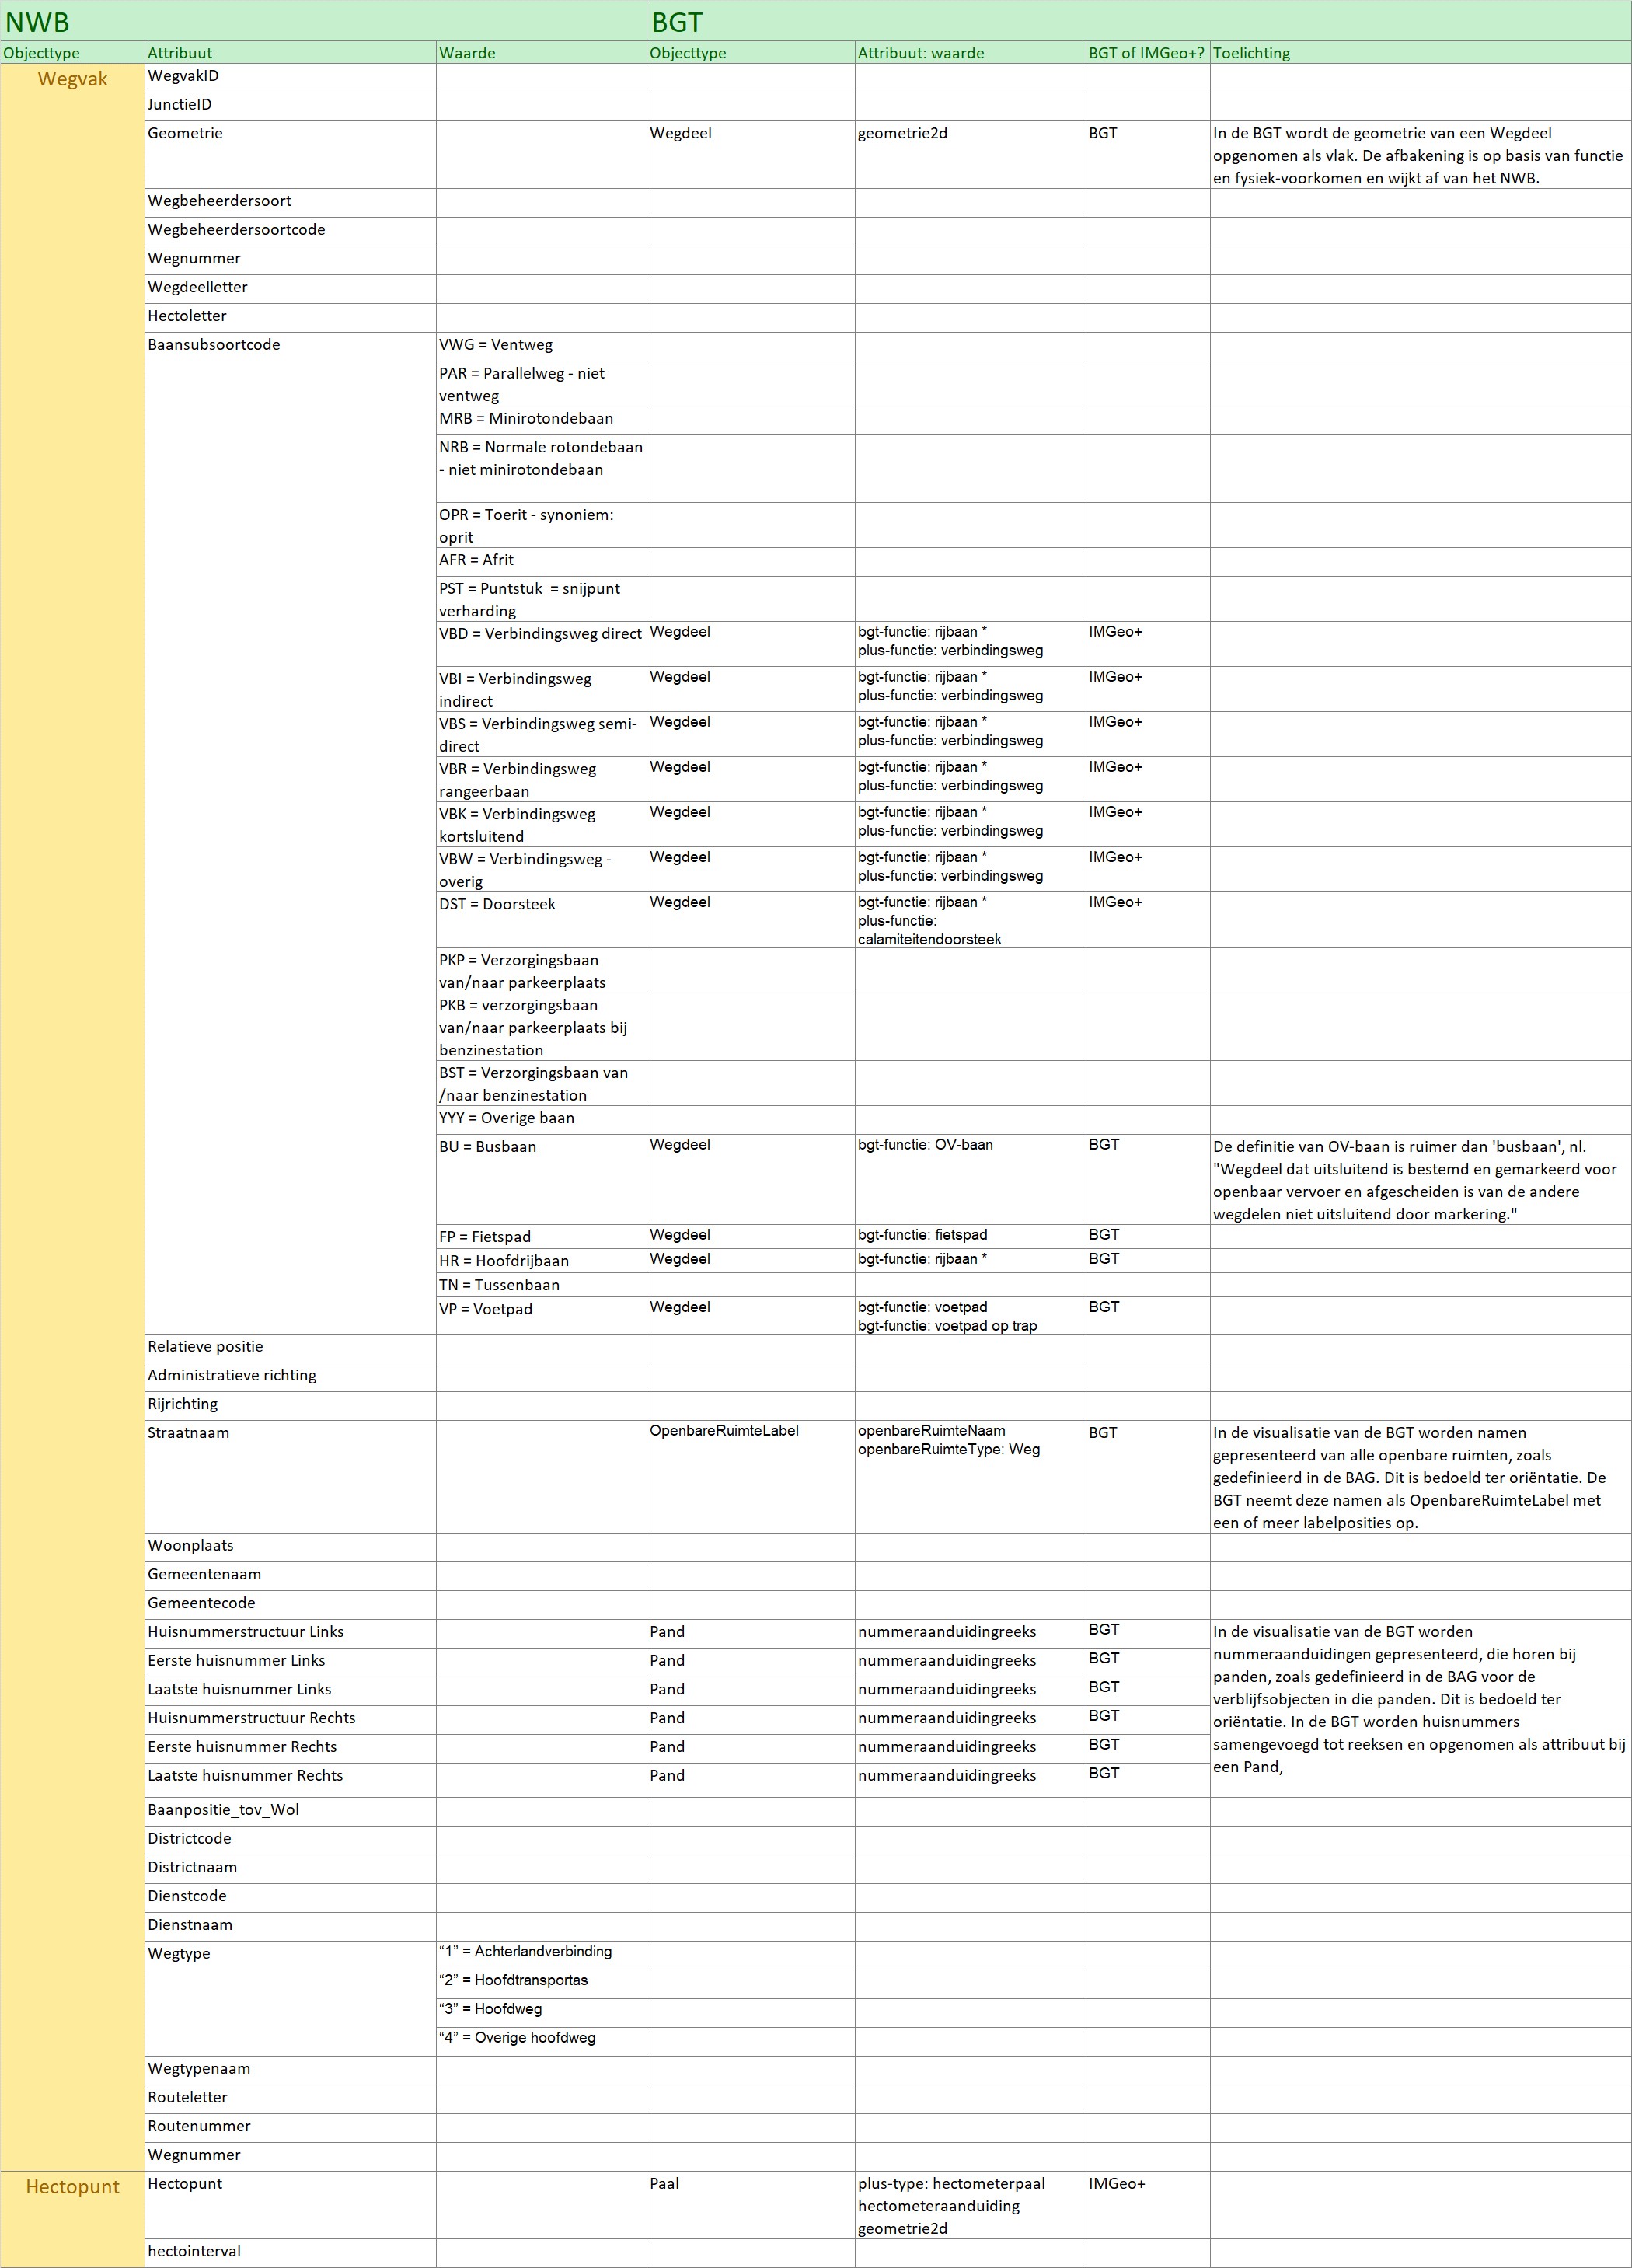 NWB BGT
Objecttype Attribuut Waarde Objecttype Attribuut: waarde BGT of IMGeo+? Toelichting
Wegvak WegvakID
JunctieID
Geometrie Wegdeel geometrie2d BGT In de BGT wordt de geometrie van een Wegdeel
opgenomen als vlak. De afbakening is op basis van functie
en fysiek-voorkomen en wijkt af van het NWB.
Wegbeheerdersoort
Wegbeheerdersoortcode
Wegnummer
Wegdeelletter
Hectoletter
Baansubsoortcode VWG = Ventweg
PAR = Parallelweg - niet
ventweg
MRB = Minirotondebaan
NRB = Normale rotondebaan
- niet minirotondebaan
OPR = Toerit - synoniem:
oprit
AFR = Afrit
PST = Puntstuk  = snijpunt
verharding
VBD = Verbindingsweg direct Wegdeel bgt-functie: rijbaan * IMGeo+
plus-functie: verbindingsweg
VBI = Verbindingsweg Wegdeel bgt-functie: rijbaan * IMGeo+
indirect plus-functie: verbindingsweg
VBS = Verbindingsweg semi- Wegdeel bgt-functie: rijbaan * IMGeo+
direct plus-functie: verbindingsweg
VBR = Verbindingsweg Wegdeel bgt-functie: rijbaan * IMGeo+
rangeerbaan plus-functie: verbindingsweg
VBK = Verbindingsweg Wegdeel bgt-functie: rijbaan * IMGeo+
kortsluitend plus-functie: verbindingsweg
VBW = Verbindingsweg - Wegdeel bgt-functie: rijbaan * IMGeo+
overig plus-functie: verbindingsweg
DST = Doorsteek Wegdeel bgt-functie: rijbaan * IMGeo+
plus-functie:
calamiteitendoorsteek
PKP = Verzorgingsbaan
van/naar parkeerplaats
PKB = verzorgingsbaan
van/naar parkeerplaats bij
benzinestation
BST = Verzorgingsbaan van
/naar benzinestation
YYY = Overige baan
BU = Busbaan Wegdeel bgt-functie: OV-baan BGT De definitie van OV-baan is ruimer dan 'busbaan', nl.
"Wegdeel dat uitsluitend is bestemd en gemarkeerd voor
openbaar vervoer en afgescheiden is van de andere
wegdelen niet uitsluitend door markering."
FP = Fietspad Wegdeel bgt-functie: fietspad BGT
HR = Hoofdrijbaan Wegdeel bgt-functie: rijbaan * BGT
TN = Tussenbaan
VP = Voetpad Wegdeel bgt-functie: voetpad BGT
bgt-functie: voetpad op trap
Relatieve positie
Administratieve richting
Rijrichting
Straatnaam OpenbareRuimteLabel openbareRuimteNaam BGT In de visualisatie van de BGT worden namen
openbareRuimteType: Weg gepresenteerd van alle openbare ruimten, zoals
gedefinieerd in de BAG. Dit is bedoeld ter oriëntatie. De
BGT neemt deze namen als OpenbareRuimteLabel met
een of meer labelposities op.
Woonplaats
Gemeentenaam
Gemeentecode
Huisnummerstructuur Links Pand nummeraanduidingreeks BGT In de visualisatie van de BGT worden
Eerste huisnummer Links Pand nummeraanduidingreeks BGT nummeraanduidingen gepresenteerd, die horen bij
panden, zoals gedefinieerd in de BAG voor de
Laatste huisnummer Links Pand nummeraanduidingreeks BGT verblijfsobjecten in die panden. Dit is bedoeld ter
Huisnummerstructuur Rechts Pand nummeraanduidingreeks BGT oriëntatie. In de BGT worden huisnummers
Eerste huisnummer Rechts Pand nummeraanduidingreeks BGT samengevoegd tot reeksen en opgenomen als attribuut bij
Laatste huisnummer Rechts Pand nummeraanduidingreeks BGT een Pand,
Baanpositie_tov_Wol
Districtcode
Districtnaam
Dienstcode
Dienstnaam
Wegtype “1” = Achterlandverbinding
“2” = Hoofdtransportas
“3” = Hoofdweg
“4” = Overige hoofdweg
Wegtypenaam
Routeletter
Routenummer
Wegnummer
Hectopunt Hectopunt Paal plus-type: hectometerpaal IMGeo+
hectometeraanduiding
geometrie2d
hectointerval